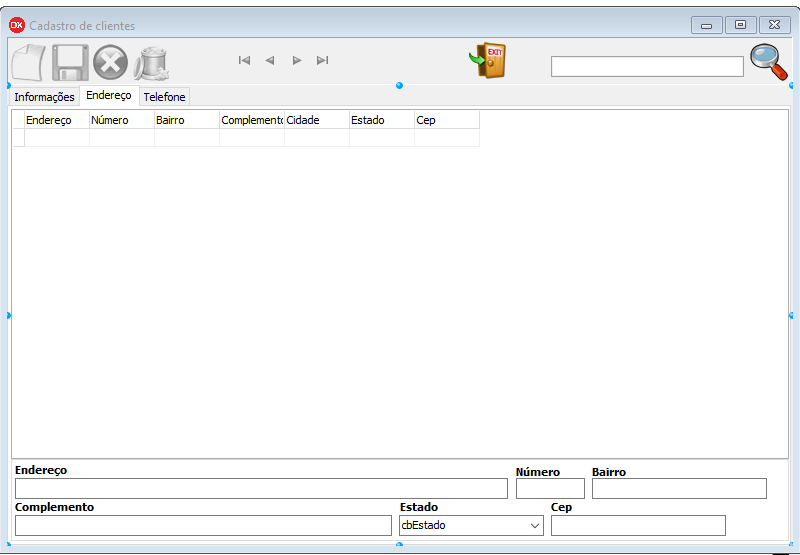 DX Cadastro de clientes
EXIT
Informações Endereço Telefone
Endereço Número Bairro Complemento Cidade Estado Cep
Endereço Número Bairro
Complemento Estado Cep
cbEstado